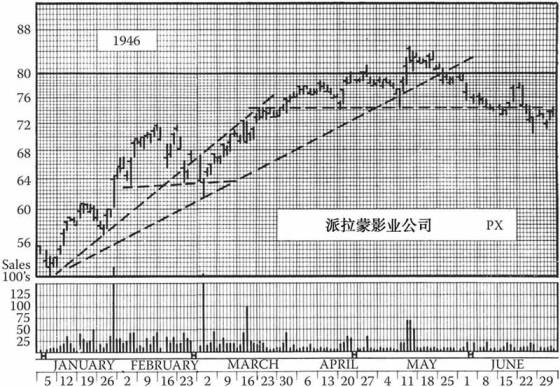 1946
88
80
76
72
68
64
60
56
派拉蒙影业公司 PX
Sales
100's
125
100
75
50
25
JANUARY FEBRUARY MARCH APRIL MAY JUNE
5 12 19 26 2 9 16 23 2 9 16 23 30 6 13 20 27 4 11 18 25 1 8 15 22 29